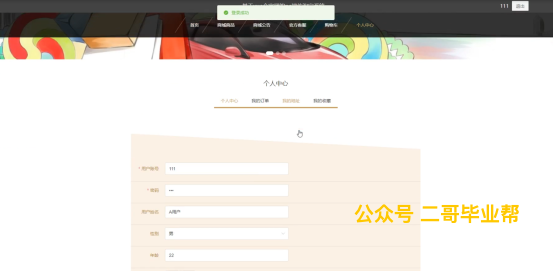 111 退出
登录成功
首页 商城商品 商城公告 官方客服 购物车 个人中心
个人中心
个人中心 我的订单 我的地址 我的收藏
* 用户账号 111
* 密码 •••
用户姓名 A用户
性别 男
年龄 22
公众号 二哥毕业帮